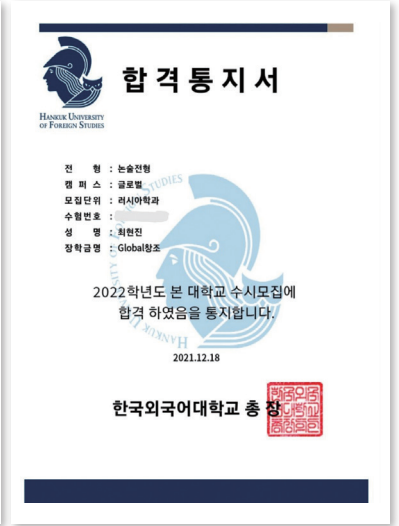 합격통지서
HANKUK UNIVERSITY
OF FOREIGN STUDIES
전 형 : 논술전형
캠 퍼 스 : 글로벌
모집단위 : 러시아학과
수험번호 :
성 명 : 최현진
장학금명 : Global창조
2022학년도 본 대학교 수시모집에
합격 하였음을 통지합니다.
2021.12.18
한국외국어대학교 총 장